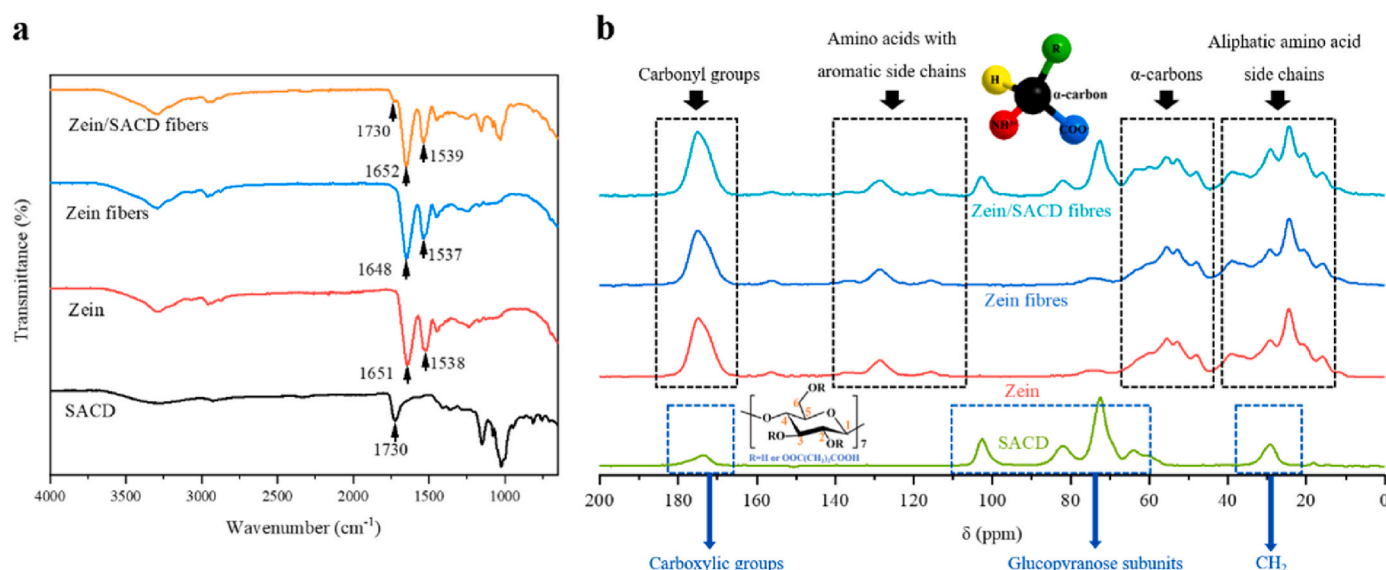 a
Zein/SACD fibers
1730
1539
1652
Zein fibers
1648
1537
Zein
1651
1538
SACD
1730
Transmittance (%)
4000 3500 3000 2500 2000 1500 1000
Wavenumber (cm⁻¹)
b
Carbonyl groups
Amino acids with
aromatic side chains
R
H
α-carbon
COO
α-carbons
Aliphatic amino acid
side chains
Zein/SACD fibres
Zein fibres
Zein
SACD
OR
6
O
5
O
4
1
RO
3
2
OR
7
R=H or OOC(CH₂)₂COOH
200 180 160 140 120 100 80 60 40 20 0
δ (ppm)
Carboxylic groups
Glucopyranose subunits
CH₂